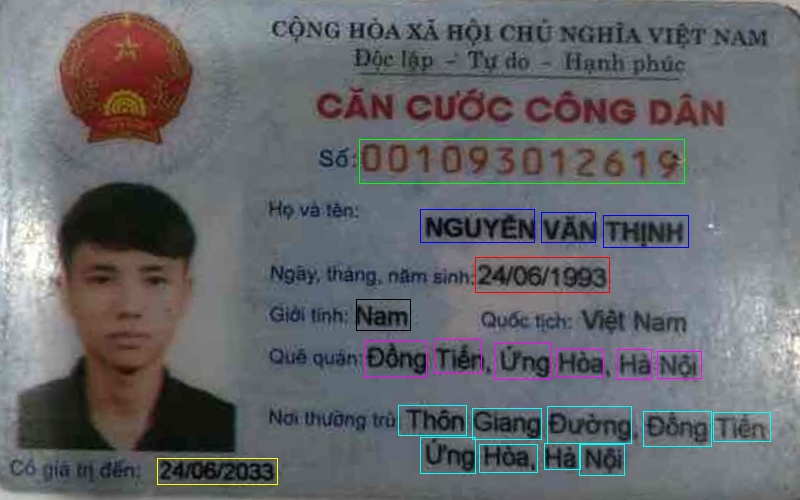 CỘNG HÒA XÃ HỘI CHỦ NGHĨA VIỆT NAM
Độc lập - Tự do - Hạnh phúc
CĂN CƯỚC CÔNG DÂN
Số: 001093012619
Họ và tên: NGUYỄN VĂN THỊNH
Ngày, tháng, năm sinh: 24/06/1993
Giới tính: Nam Quốc tịch: Việt Nam
Quê quán: Đồng Tiến, Ứng Hòa, Hà Nội
Nơi thường trú: Thôn Giang Đường, Đồng Tiến
Ứng Hòa, Hà Nội
Có giá trị đến: 24/06/2033